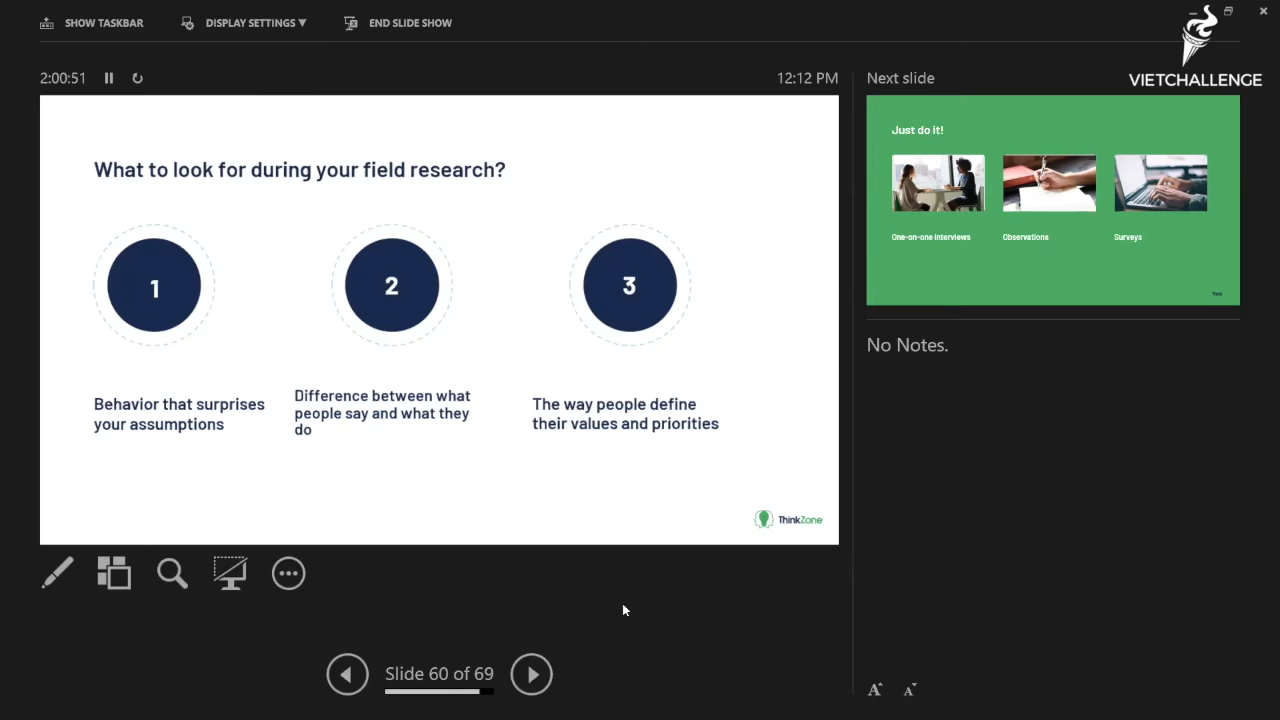 SHOW TASKBAR
DISPLAY SETTINGS ▼
END SLIDE SHOW
VIETCHALLENGE
2:00:51
12:12 PM
What to look for during your field research?
1
2
3
Behavior that surprises
your assumptions
Difference between what
people say and what they
do
The way people define
their values and priorities
ThinkZone
Next slide
Just do it!
One-on-one interviews
Observations
Surveys
No Notes.
Slide 60 of 69
A
A